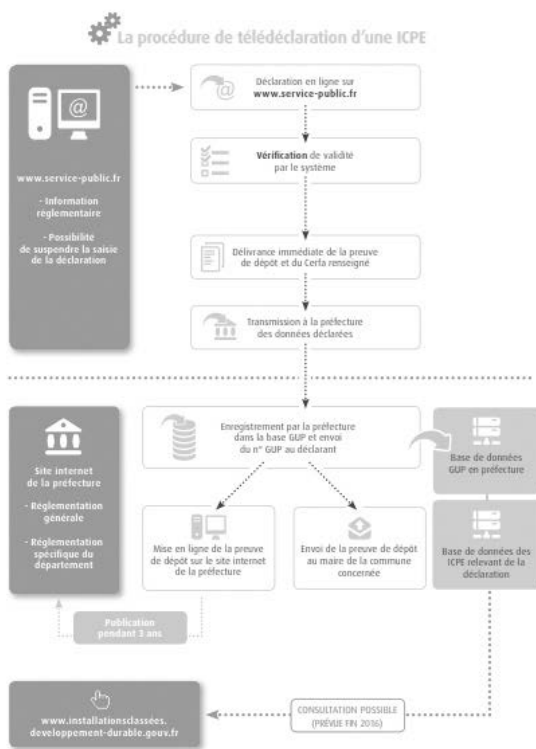 La procédure de télédéclaration d'une ICPE
www.service-public.fr
- Information
réglementaire
- Possibilité
de suspendre la saisie
de la déclaration
Déclaration en ligne sur
www.service-public.fr
Vérification de validité
par le système
Délivrance immédiate de la preuve
de dépôt et du Cerfa renseigné
Transmission à la préfecture
des données déclarées
Site internet
de la préfecture
- Réglementation
générale
- Réglementation
spécifique du
département
Enregistrement par la préfecture
dans la base GUP et envoi
du n° GUP au déclarant
Base de données
GUP en préfecture
Mise en ligne de la preuve
de dépôt sur le site internet
de la préfecture
Envoi de la preuve de dépôt
au maire de la commune
concernée
Base de données des
ICPE relevant de la
déclaration
Publication
pendant 3 ans
www.installationsclassées.
developpement-durable.gouv.fr
CONSULTATION POSSIBLE
(PRÉVUE FIN 2016)